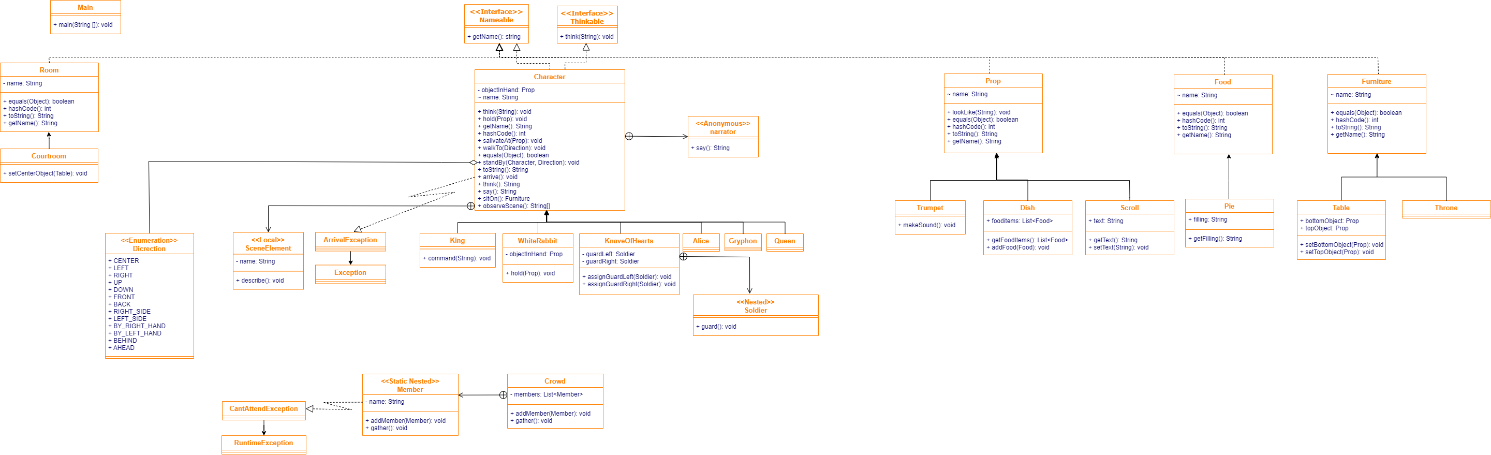 Main
+ main(String []): void
<<Interface>>
Nameable
+ getName(): string
<<Interface>>
Thinkable
+ think(String): void
Room
- name: String
+ equals(Object): boolean
+ hashCode(): int
+ toString(): String
+ getName(): String
Courtroom
+ setCenterObject(Table): void
Character
- objectInHand: Prop
~ name: String
+ think(String): void
+ hold(Prop): void
+ getName(): String
+ hashCode(): int
+ salivateAt(Prop): void
+ walkTo(Direction): void
+ equals(Object): boolean
+ standBy(Character, Direction): void
+ toString(): String
+ arrive(): void
+ think(): String
+ say(): String
+ sitOn(): Furniture
+ observeScene(): String[]
<<Anonymous>>
narrator
+ say(): String
Prop
~ name: String
+ lookLike(String): void
+ equals(Object): boolean
+ hashCode(): int
+ toString(): String
+ getName(): String
Food
~ name: String
+ equals(Object): boolean
+ hashCode(): int
+ toString(): String
+ getName(): String
Furniture
~ name: String
+ equals(Object): boolean
+ hashCode(): int
+ toString(): String
+ getName(): String
Trumpet
+ makeSound(): void
Dish
- foodItems: List<Food>
+ getFoodItems(): List<Food>
+ addFood(Food): void
Scroll
- text: String
+ getText(): String
+ setText(String): void
Pie
- filling: String
+ getFilling(): String
Table
- bottomObject: Prop
- topObject: Prop
+ setBottomObject(Prop): void
+ setTopObject(Prop): void
Throne
<<Enumeration>>
Direction
+ CENTER
+ LEFT
+ RIGHT
+ UP
+ DOWN
+ FRONT
+ BACK
+ RIGHT_SIDE
+ LEFT_SIDE
+ BY_RIGHT_HAND
+ BY_LEFT_HAND
+ BEHIND
+ AHEAD
<<Local>>
SceneElement
- name: String
+ describe(): void
ArrivalException
Exception
King
+ command(String): void
WhiteRabbit
- objectInHand: Prop
+ hold(Prop): void
KnaveOfHearts
- guardLeft: Soldier
- guardRight: Soldier
+ assignGuardLeft(Soldier): void
+ assignGuardRight(Soldier): void
Alice
Gryphon
Queen
<<Nested>>
Soldier
+ guard(): void
<<Static Nested>>
Member
- name: String
+ addMember(Member): void
+ gather(): void
Crowd
- members: List<Member>
+ addMember(Member): void
+ gather(): void
CantAttendException
RuntimeException